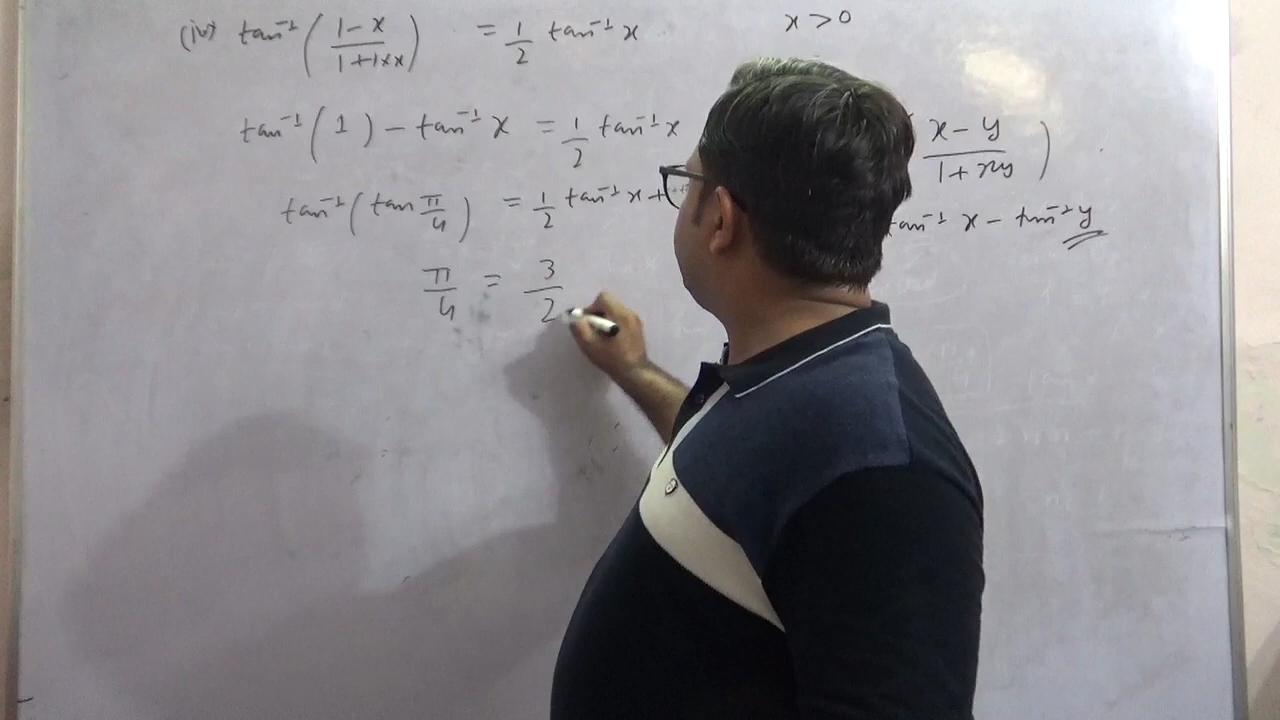 (iv) tan⁻¹ ( (1-x)/(1+1×x) ) = 1/2 tan⁻¹ x    x > 0
tan⁻¹ ( 1 ) - tan⁻¹ x = 1/2 tan⁻¹ x
tan⁻¹ ( tan π/4 ) = 1/2 tan⁻¹ x +
π/4 = 3/2
(x-y)/(1+xy) )
tan⁻¹ x - tan⁻¹ y